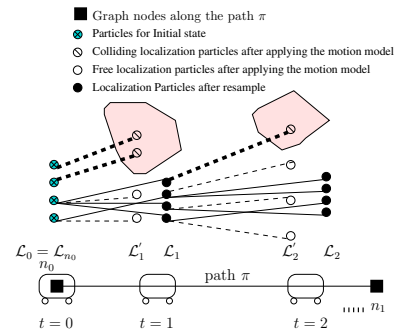 Graph nodes along the path π
Particles for Initial state
Colliding localization particles after applying the motion model
Free localization particles after applying the motion model
Localization Particles after resample
ℒ₀ = ℒₙ₀ ℒ′₁ ℒ₁ ℒ′₂ ℒ₂
n₀
path π
n₁
t = 0 t = 1 t = 2